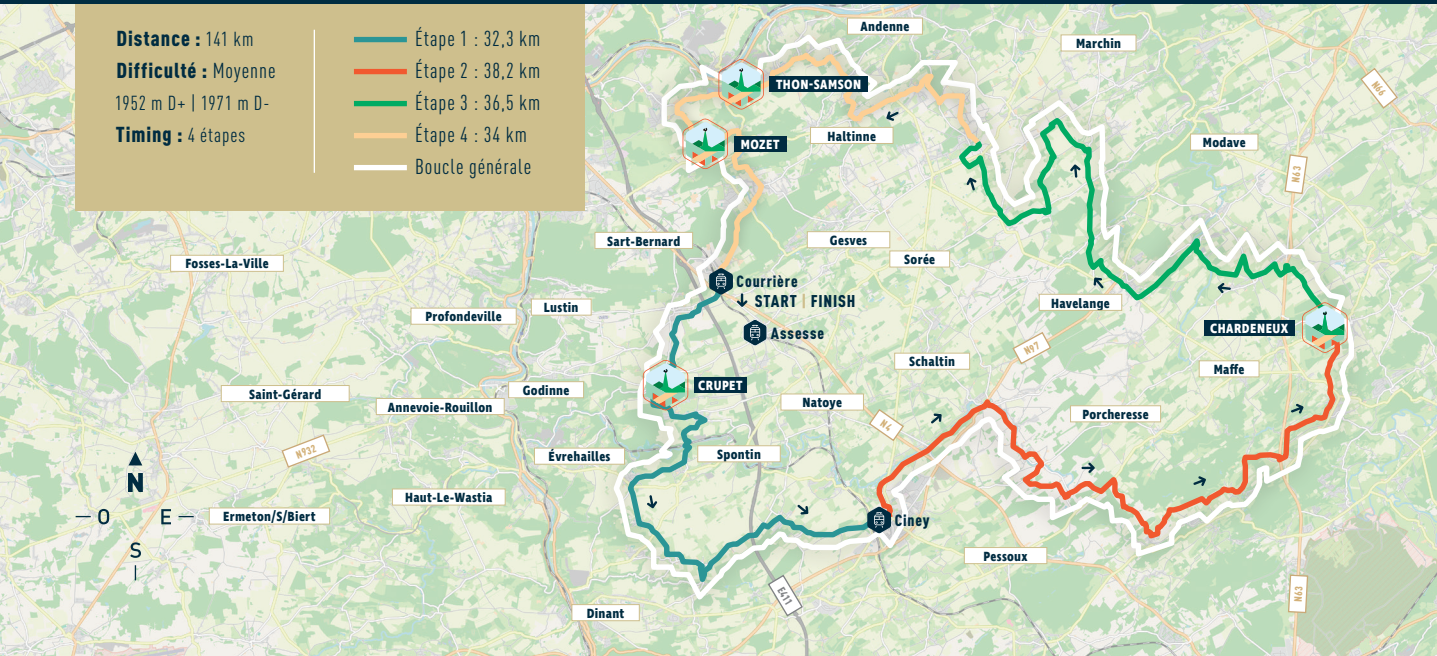 Distance : 141 km
Difficulté : Moyenne
1952 m D+ | 1971 m D-
Timing : 4 étapes
Étape 1 : 32,3 km
Étape 2 : 38,2 km
Étape 3 : 36,5 km
Étape 4 : 34 km
Boucle générale
Andenne
Marchin
THON-SAMSON
N66
Haltinne
MOZET
Modave
N63
Sart-Bernard
Gesves
Sorée
Fosses-La-Ville
Courrière
START | FINISH
Havelange
Lustin
Profondeville
CHARDENEUX
Assesse
N97
Schaltin
Maffe
CRUPET
Saint-Gérard
Godinne
Annevoie-Rouillon
Natoye
Porcheresse
N4
N932
Évrehailles
Spontin
N
Haut-Le-Wastia
O
E
Ermeton/S/Biert
Ciney
S
Pessoux
E411
N63
Dinant